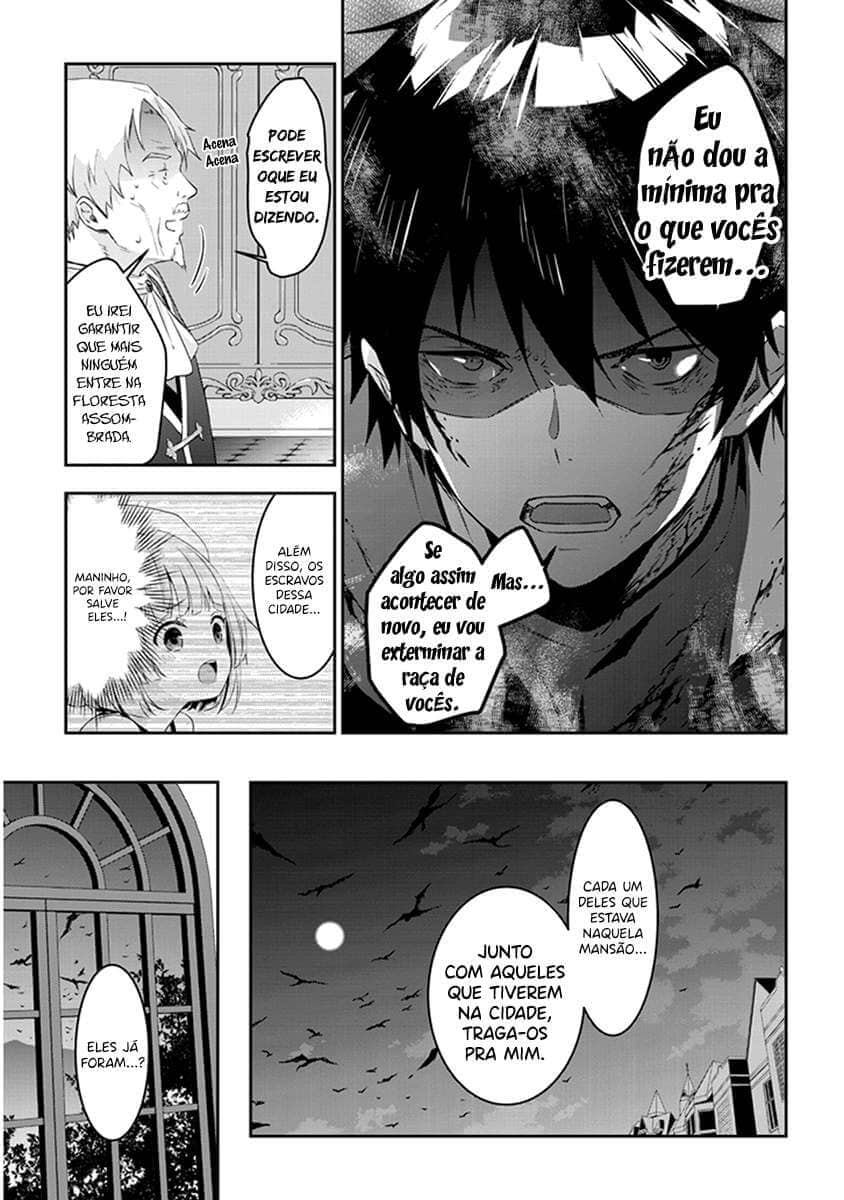 Eu
não dou a
mínima pra
o que vocês
fizerem...
Mas...
Se
algo assim
acontecer de
novo, eu vou
exterminar a
raça de
vocês.
PODE
ESCREVER
OQUE EU
ESTOU
DIZENDO.
Acena
Acena
EU IREI
GARANTIR
QUE MAIS
NINGUÉM
ENTRE NA
FLORESTA
ASSOM-
BRADA.
ALÉM
DISSO, OS
ESCRAVOS
DESSA
CIDADE...
MANINHO,
POR FAVOR
SALVE
ELES...!
CADA UM
DELES QUE
ESTAVA
NAQUELA
MANSÃO...
JUNTO
COM AQUELES
QUE TIVEREM
NA CIDADE,
TRAGA-OS
PRA MIM.
ELES JÁ
FORAM...?